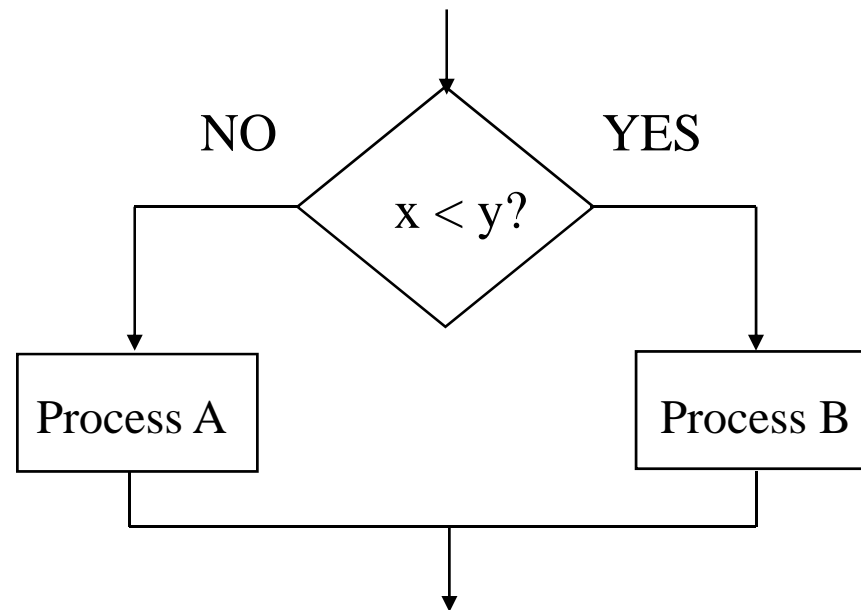 NO
YES
x < y?
Process A
Process B